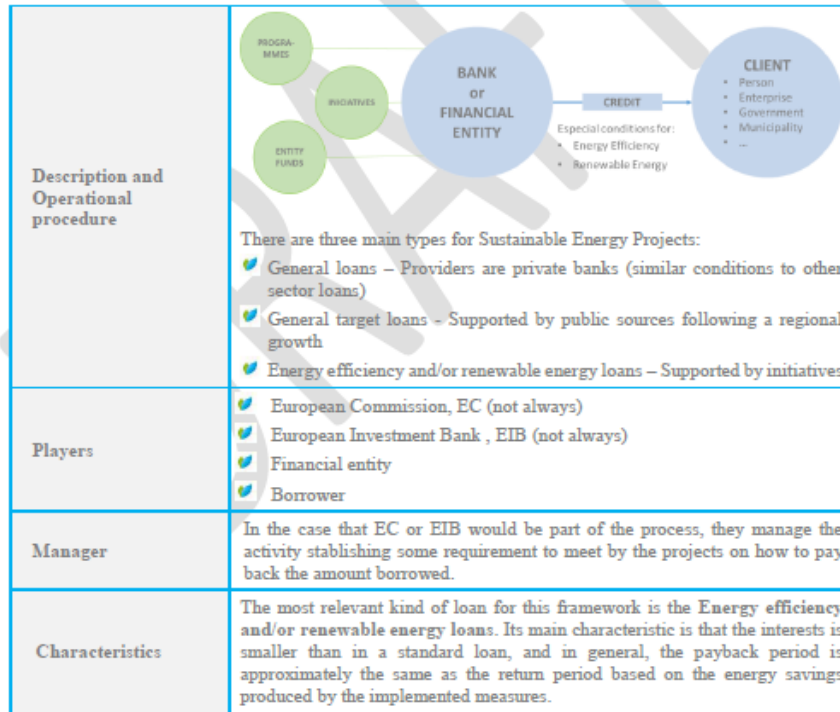 PROGRA-
MMES
INICIATIVES
ENTITY
FUNDS
BANK
or
FINANCIAL
ENTITY
CREDIT
Especial conditions for:
• Energy Efficiency
• Renewable Energy
CLIENT
• Person
• Enterprise
• Government
• Municipality
• ...
Description and
Operational
procedure
There are three main types for Sustainable Energy Projects:
General loans – Providers are private banks (similar conditions to other
sector loans)
General target loans - Supported by public sources following a regional
growth
Energy efficiency and/or renewable energy loans – Supported by initiatives
Players
European Commission, EC (not always)
European Investment Bank , EIB (not always)
Financial entity
Borrower
Manager
In the case that EC or EIB would be part of the process, they manage the
activity stablishing some requirement to meet by the projects on how to pay
back the amount borrowed.
Characteristics
The most relevant kind of loan for this framework is the Energy efficiency
and/or renewable energy loans. Its main characteristic is that the interests is
smaller than in a standard loan, and in general, the payback period is
approximately the same as the return period based on the energy savings
produced by the implemented measures.